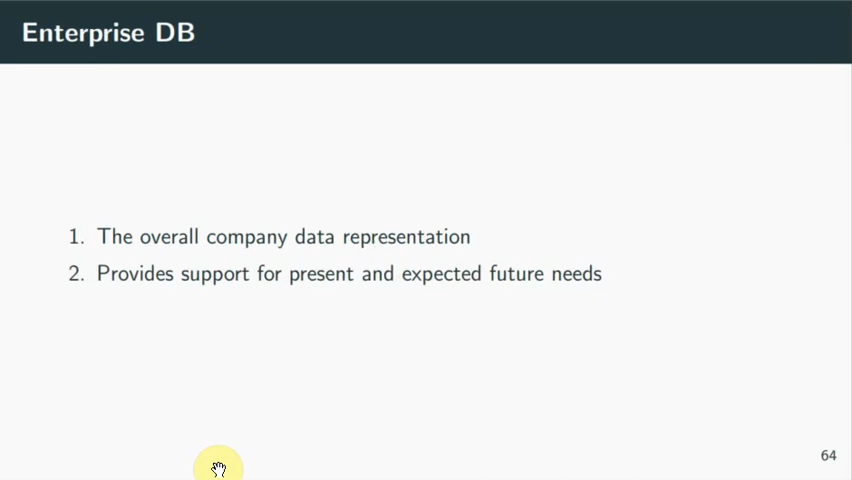 Enterprise DB
1. The overall company data representation
2. Provides support for present and expected future needs
64